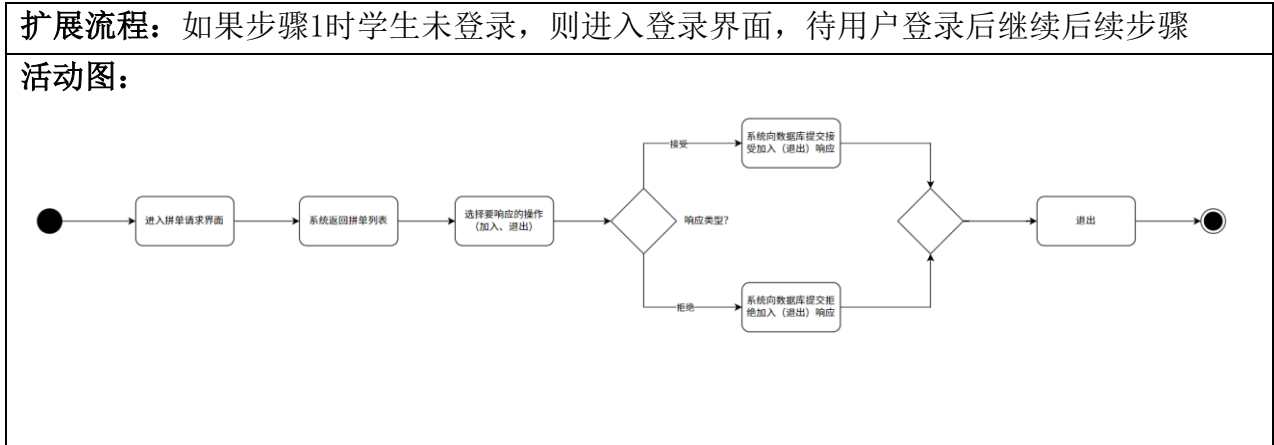 扩展流程：如果步骤1时学生未登录，则进入登录界面，待用户登录后继续后续步骤
活动图：
进入拼单请求界面
系统返回拼单列表
选择要响应的操作
（加入、退出）
响应类型？
接受
系统向数据库提交接
受加入（退出）响应
拒绝
系统向数据库提交拒
绝加入（退出）响应
退出